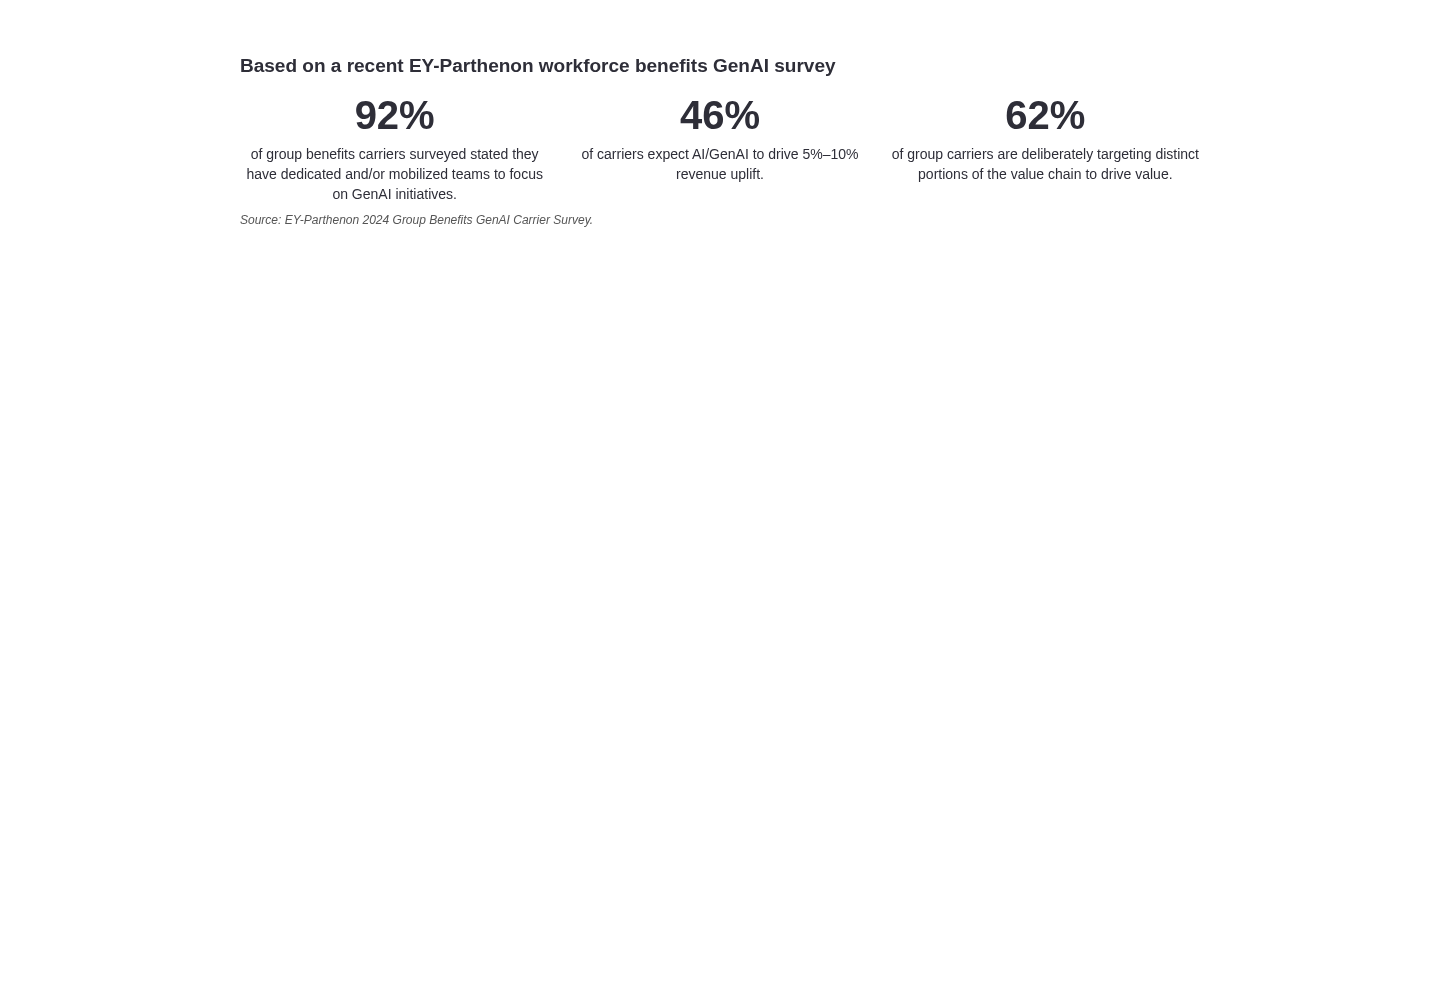 Based on a recent EY-Parthenon workforce benefits GenAI survey
92%
of group benefits carriers surveyed stated they
have dedicated and/or mobilized teams to focus
on GenAI initiatives.
46%
of carriers expect AI/GenAI to drive 5%–10%
revenue uplift.
62%
of group carriers are deliberately targeting distinct
portions of the value chain to drive value.
Source: EY-Parthenon 2024 Group Benefits GenAI Carrier Survey.